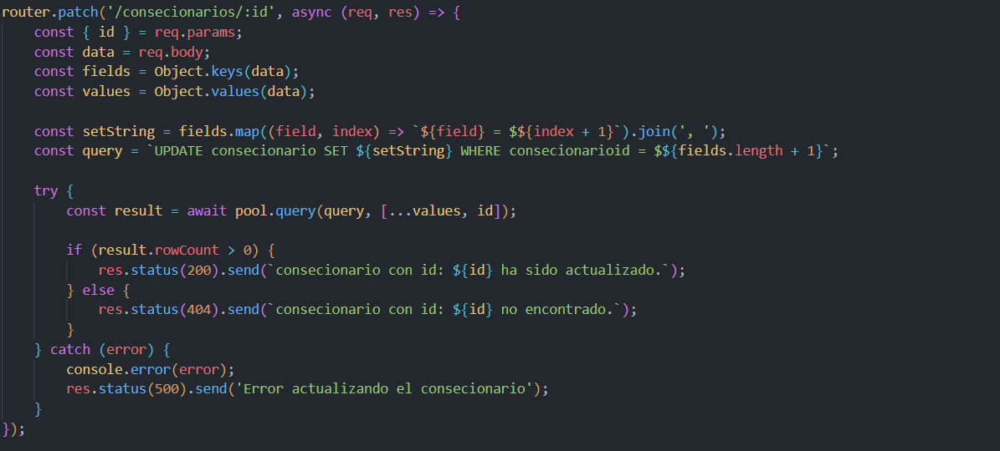 router.patch('/consecionarios/:id', async (req, res) => {
    const { id } = req.params;
    const data = req.body;
    const fields = Object.keys(data);
    const values = Object.values(data);

    const setString = fields.map((field, index) => `${field} = $${index + 1}`).join(', ');
    const query = `UPDATE consecionario SET ${setString} WHERE consecionarioid = $${fields.length + 1}`;

    try {
        const result = await pool.query(query, [...values, id]);

        if (result.rowCount > 0) {
            res.status(200).send(`consecionario con id: ${id} ha sido actualizado.`);
        } else {
            res.status(404).send(`consecionario con id: ${id} no encontrado.`);
        }
    } catch (error) {
        console.error(error);
        res.status(500).send('Error actualizando el consecionario');
    }
});